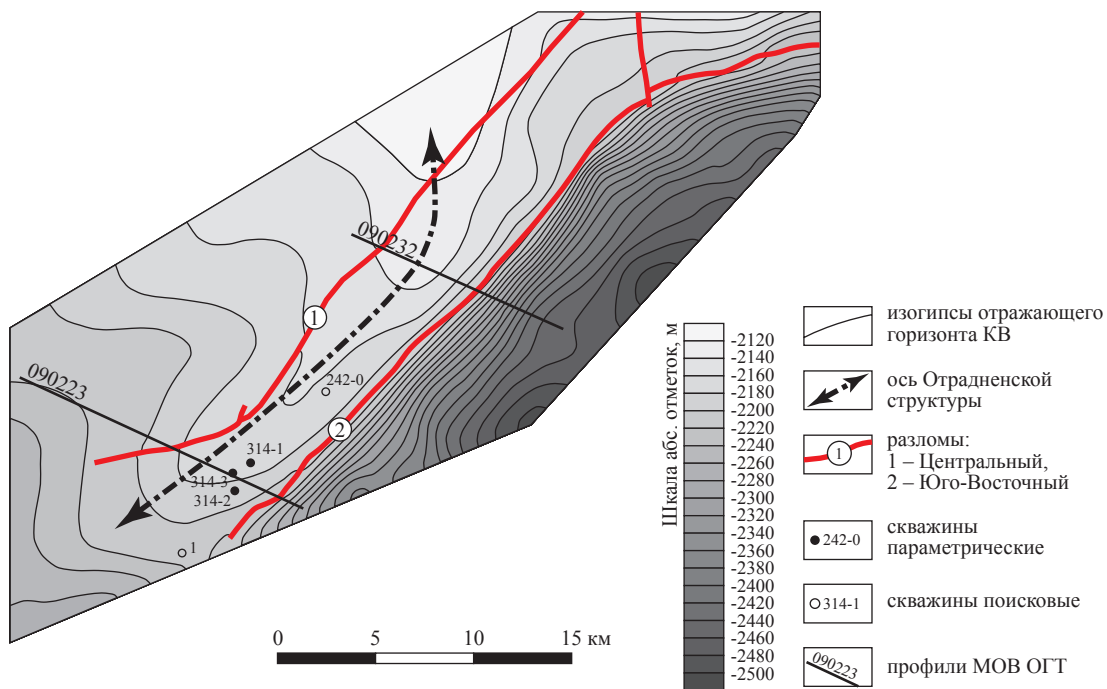 090232
1
242-0
090223
2
314-1
314-3
314-2
1
0 5 10 15 км
Шкала абс. отметок, м
-2120
-2140
-2160
-2180
-2200
-2220
-2240
-2260
-2280
-2300
-2320
-2340
-2360
-2380
-2400
-2420
-2440
-2460
-2480
-2500
изогипсы отражающего
горизонта КВ
ось Отрадненской
структуры
1
разломы:
1 – Центральный,
2 – Юго-Восточный
242-0
скважины
параметрические
314-1
скважины поисковые
090223
профили МОВ ОГТ